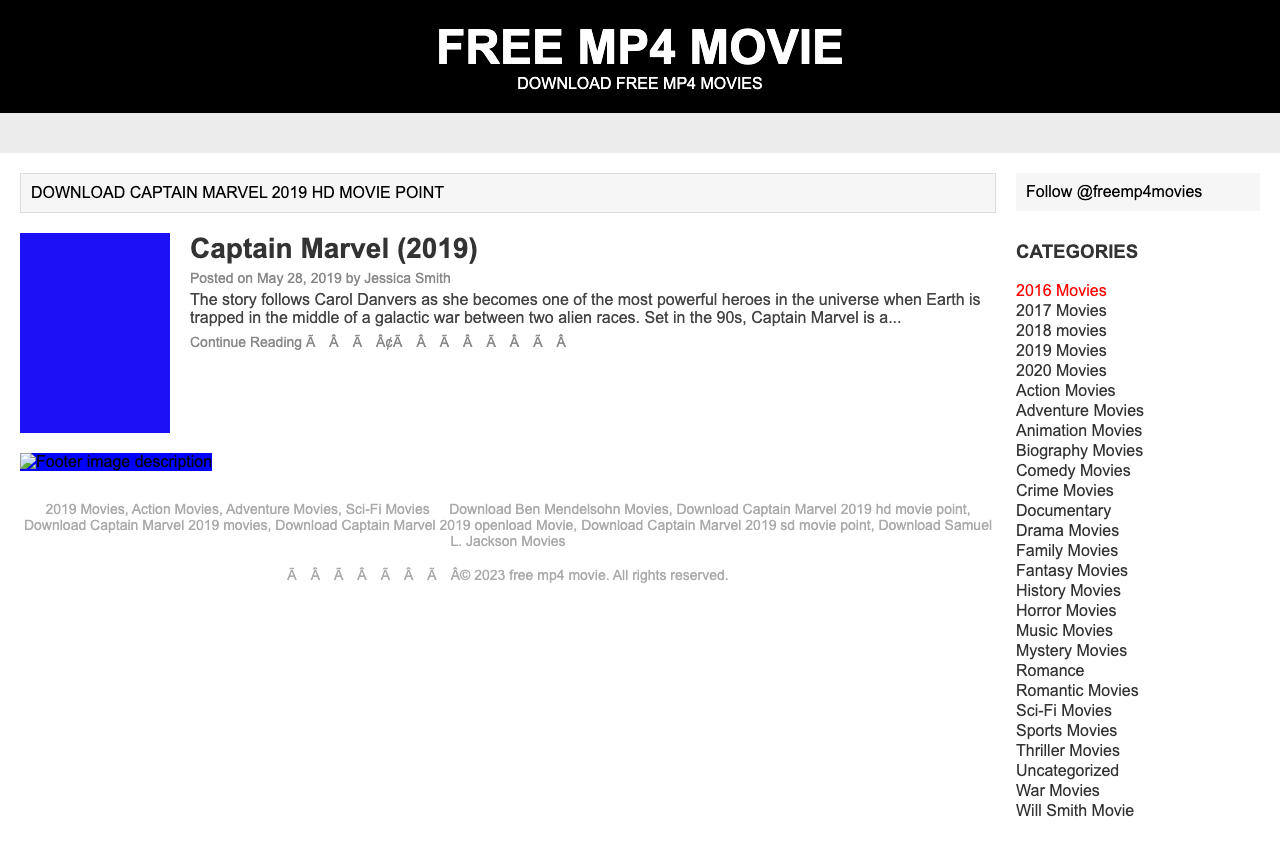 FREE MP4 MOVIE
DOWNLOAD FREE MP4 MOVIES
DOWNLOAD CAPTAIN MARVEL 2019 HD MOVIE POINT
Captain Marvel (2019)
Posted on May 28, 2019 by Jessica Smith
The story follows Carol Danvers as she becomes one of the most powerful heroes in the universe when Earth is
trapped in the middle of a galactic war between two alien races. Set in the 90s, Captain Marvel is a...
Continue Reading Ã Â Ã Â¢Ã Â Ã Â Ã Â Ã Â
Footer image description
2019 Movies, Action Movies, Adventure Movies, Sci-Fi Movies Download Ben Mendelsohn Movies, Download Captain Marvel 2019 hd movie point,
Download Captain Marvel 2019 movies, Download Captain Marvel 2019 openload Movie, Download Captain Marvel 2019 sd movie point, Download Samuel
L. Jackson Movies
Ã Â Ã Â Ã Â Ã Â© 2023 free mp4 movie. All rights reserved.
Follow @freemp4movies
CATEGORIES
2016 Movies
2017 Movies
2018 movies
2019 Movies
2020 Movies
Action Movies
Adventure Movies
Animation Movies
Biography Movies
Comedy Movies
Crime Movies
Documentary
Drama Movies
Family Movies
Fantasy Movies
History Movies
Horror Movies
Music Movies
Mystery Movies
Romance
Romantic Movies
Sci-Fi Movies
Sports Movies
Thriller Movies
Uncategorized
War Movies
Will Smith Movie